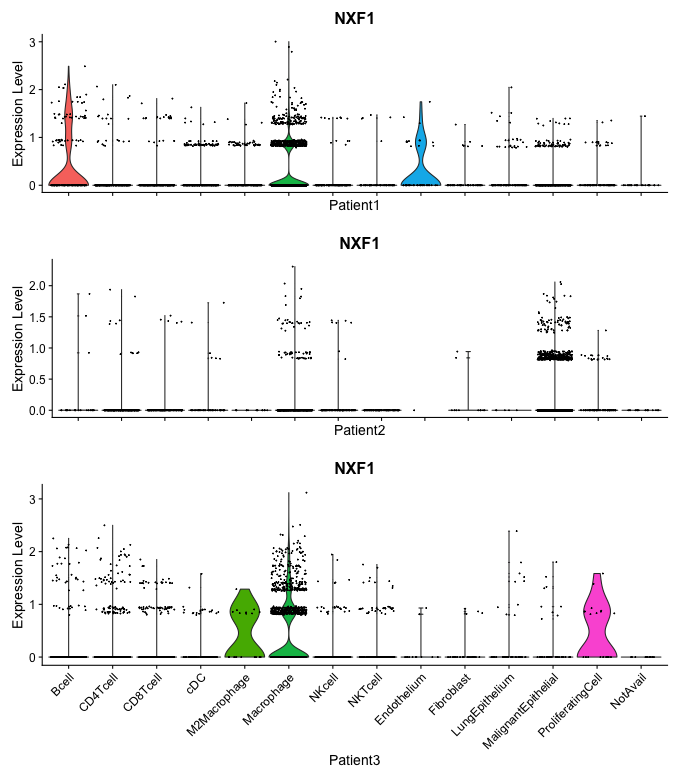 NXF1
Expression Level
3
2
1
0
Patient1
NXF1
Expression Level
2.0
1.5
1.0
0.5
0.0
Patient2
NXF1
Expression Level
3
2
1
0
Bcell
CD4Tcell
CD8Tcell
cDC
M2Macrophage
Macrophage
NKcell
NKTcell
Endothelium
Fibroblast
LungEpithelium
MalignantEpithelial
ProliferatingCell
NotAvail
Patient3